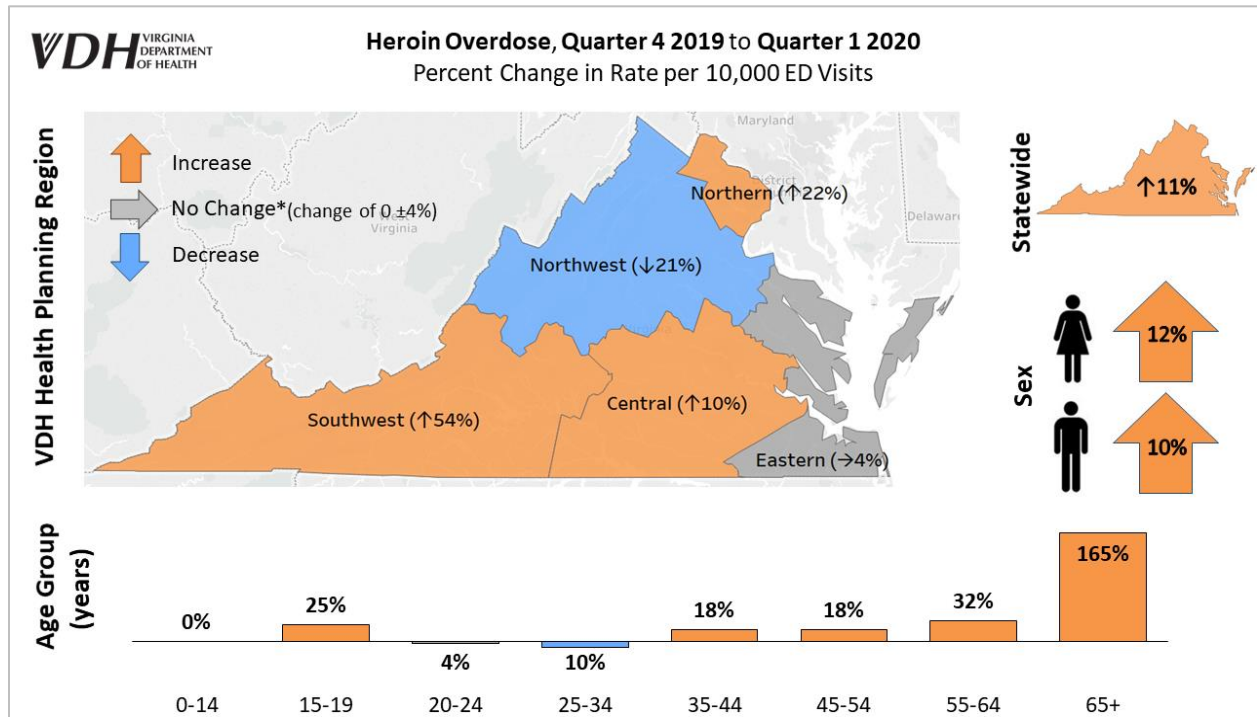 VDH VIRGINIA
DEPARTMENT
OF HEALTH
Heroin Overdose, Quarter 4 2019 to Quarter 1 2020
Percent Change in Rate per 10,000 ED Visits
VDH Health Planning Region
Increase
No Change* (change of 0 ±4%)
Decrease
Maryland
District
Delaware
West
Virginia
Virginia
Northern (↑22%)
Northwest (↓21%)
Southwest (↑54%)
Central (↑10%)
Eastern (→4%)
Statewide
↑11%
Sex
12%
10%
Age Group
(years)
0% 25% 4% 10% 18% 18% 32% 165%
0-14 15-19 20-24 25-34 35-44 45-54 55-64 65+